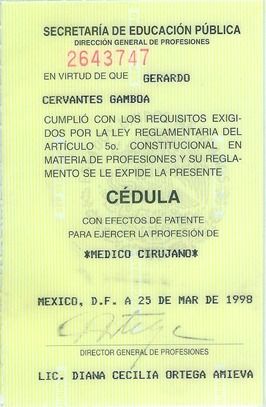 SECRETARÍA DE EDUCACIÓN PÚBLICA
DIRECCIÓN GENERAL DE PROFESIONES
2643747
EN VIRTUD DE QUE GERARDO
CERVANTES GAMBOA
CUMPLIÓ CON LOS REQUISITOS EXIGI-
DOS POR LA LEY REGLAMENTARIA DEL
ARTÍCULO 5o. CONSTITUCIONAL EN
MATERIA DE PROFESIONES Y SU REGLA-
MENTO SE LE EXPIDE LA PRESENTE
CÉDULA
CON EFECTOS DE PATENTE
PARA EJERCER LA PROFESIÓN DE
*MEDICO CIRUJANO*
MEXICO, D.F. A 25 DE MAR DE 1998
DIRECTOR GENERAL DE PROFESIONES
LIC. DIANA CECILIA ORTEGA AMIEVA